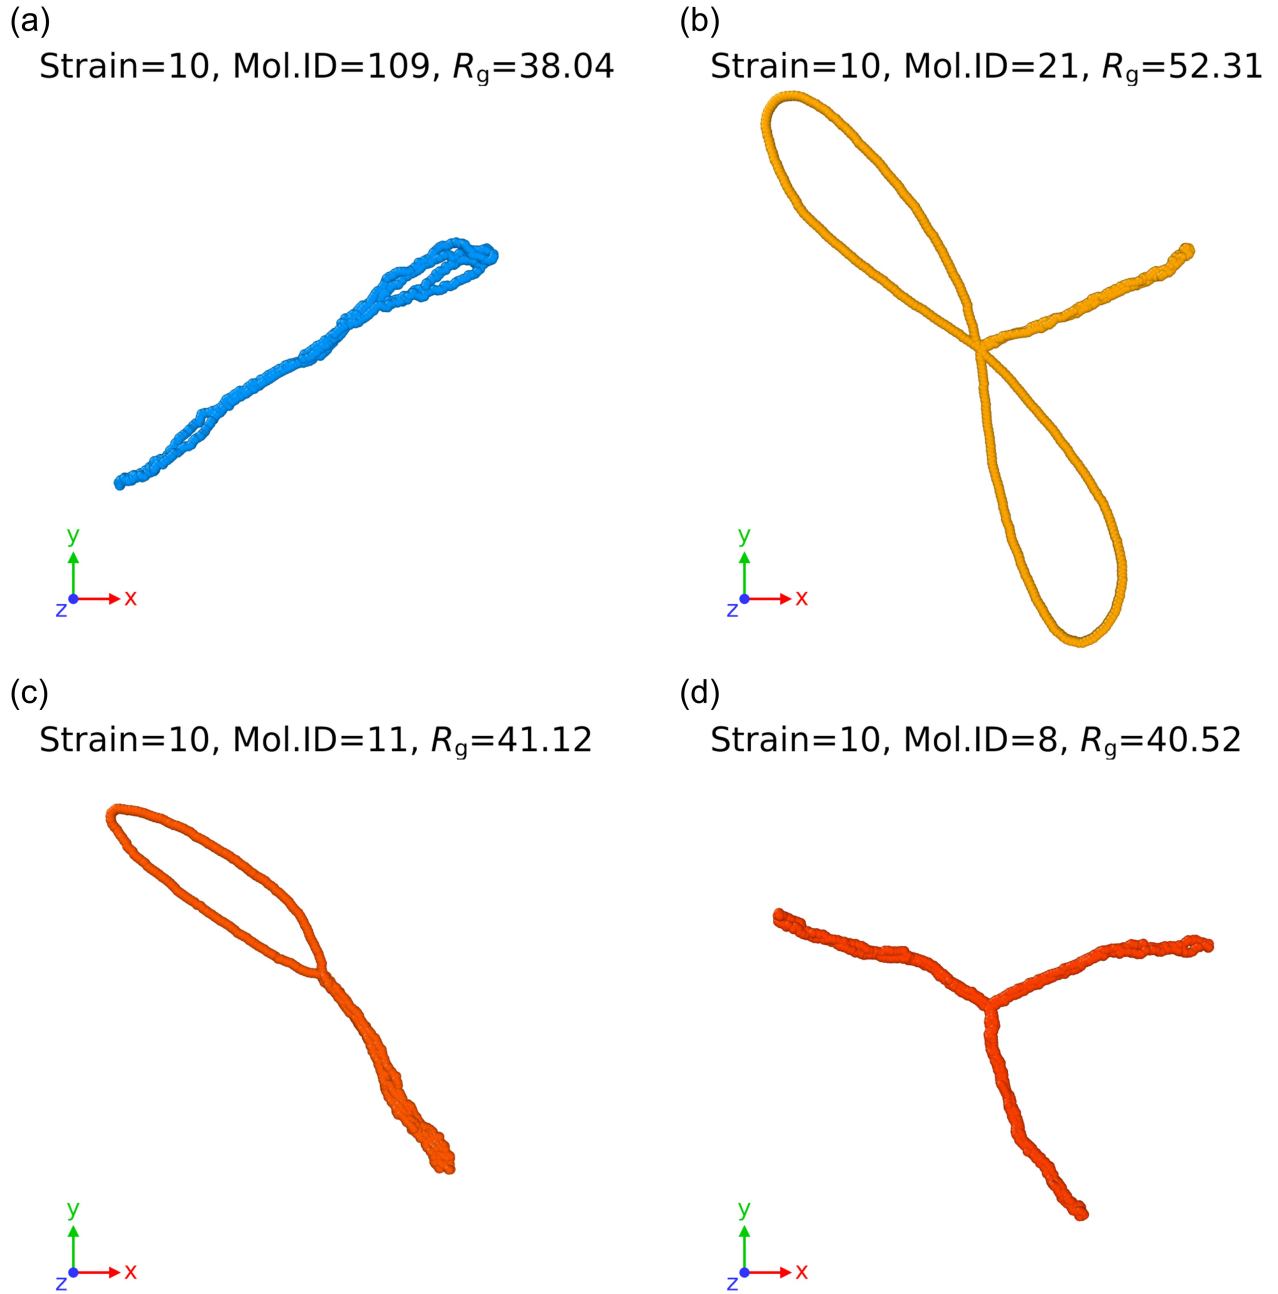 (a)
Strain=10, Mol.ID=109, Rg=38.04
y
z x
(b)
Strain=10, Mol.ID=21, Rg=52.31
y
z x
(c)
Strain=10, Mol.ID=11, Rg=41.12
y
z x
(d)
Strain=10, Mol.ID=8, Rg=40.52
y
z x